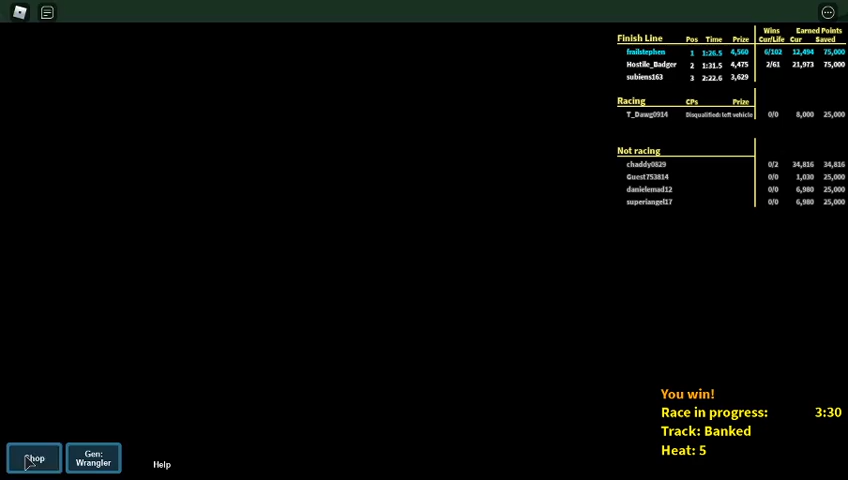 Wins Earned Points
Finish Line Pos Time Prize Cur/Life Cur Saved
frailstephen 1 1:26.5 4,560 6/102 12,494 75,000
Hostile_Badger 2 1:31.5 4,475 2/61 21,973 75,000
subiens163 3 2:22.6 3,629
Racing CPs Prize
T_Dawg0914 Disqualified: left vehicle 0/0 8,000 25,000
Not racing
chaddy0829 0/2 34,816 34,816
Guest753814 0/0 1,030 25,000
danielemad12 0/0 6,980 25,000
superiangel17 0/0 6,980 25,000
You win!
Race in progress: 3:30
Track: Banked
Heat: 5
Shop
Gen:
Wrangler
Help